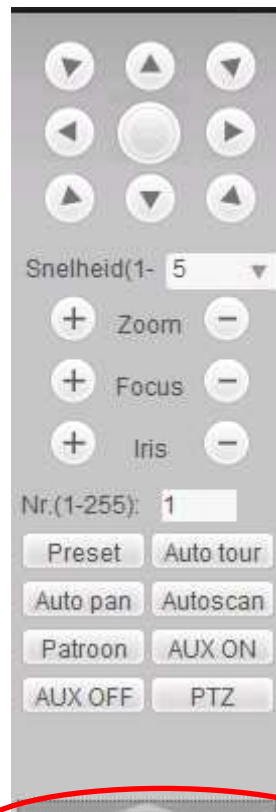 Snelheid(1- 5
+ Zoom −
+ Focus −
+ Iris −
Nr.(1-255): 1
Preset Auto tour
Auto pan Autoscan
Patroon AUX ON
AUX OFF PTZ